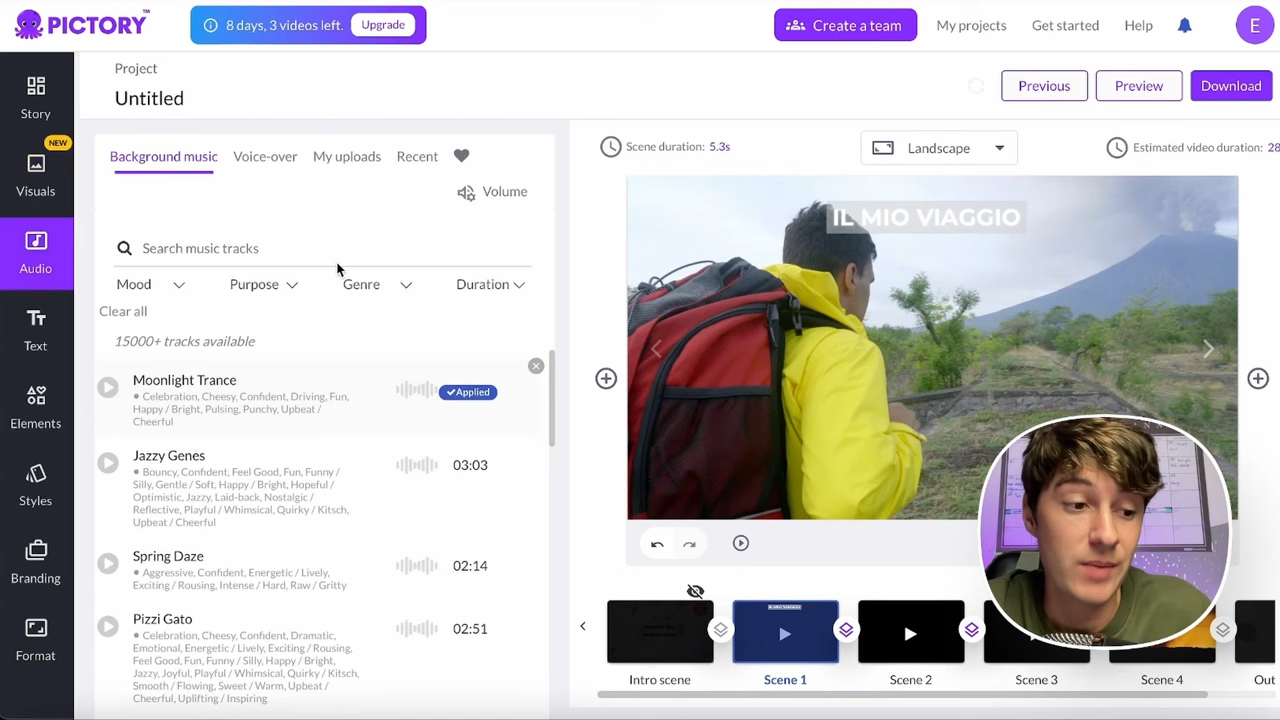 PICTORY™
8 days, 3 videos left.
Upgrade
Create a team
My projects
Get started
Help
E
Project
Untitled
Previous
Preview
Download
Story
NEW
Visuals
Audio
Text
Elements
Styles
Branding
Format
Background music
Voice-over
My uploads
Recent
Volume
Search music tracks
Mood
Purpose
Genre
Duration
Clear all
15000+ tracks available
Moonlight Trance
• Celebration, Cheesy, Confident, Driving, Fun,
Happy / Bright, Pulsing, Punchy, Upbeat /
Cheerful
Applied
Jazzy Genes
• Bouncy, Confident, Feel Good, Fun, Funny /
Silly, Gentle / Soft, Happy / Bright, Hopeful /
Optimistic, Jazzy, Laid-back, Nostalgic /
Reflective, Playful / Whimsical, Quirky / Kitsch,
Upbeat / Cheerful
03:03
Spring Daze
• Aggressive, Confident, Energetic / Lively,
Exciting / Rousing, Intense / Hard, Raw / Gritty
02:14
Pizzi Gato
• Celebration, Cheesy, Confident, Dramatic,
Emotional, Energetic / Lively, Exciting / Rousing,
Feel Good, Fun, Funny / Silly, Happy / Bright,
Jazzy, Joyful, Playful / Whimsical, Quirky / Kitsch,
Smooth / Flowing, Sweet / Warm, Upbeat /
Cheerful, Uplifting / Inspiring
02:51
Scene duration: 5.3s
Landscape
Estimated video duration: 28
IL MIO VIAGGIO
IL MIO VIAGGIO
Intro scene
Scene 1
Scene 2
Scene 3
Scene 4
Out